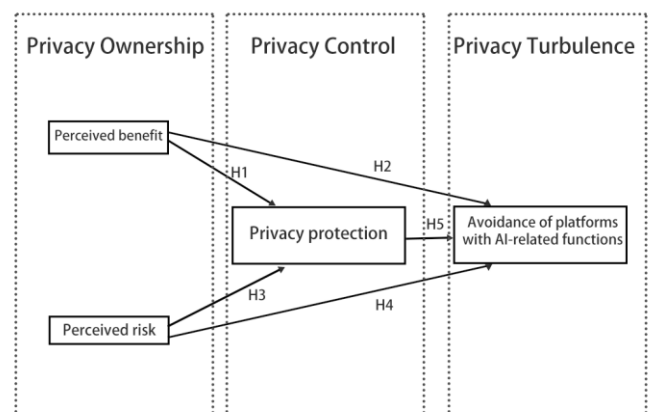 Privacy Ownership
Privacy Control
Privacy Turbulence
Perceived benefit
H1
H2
Privacy protection
H5
Avoidance of platforms
with AI-related functions
H3
H4
Perceived risk